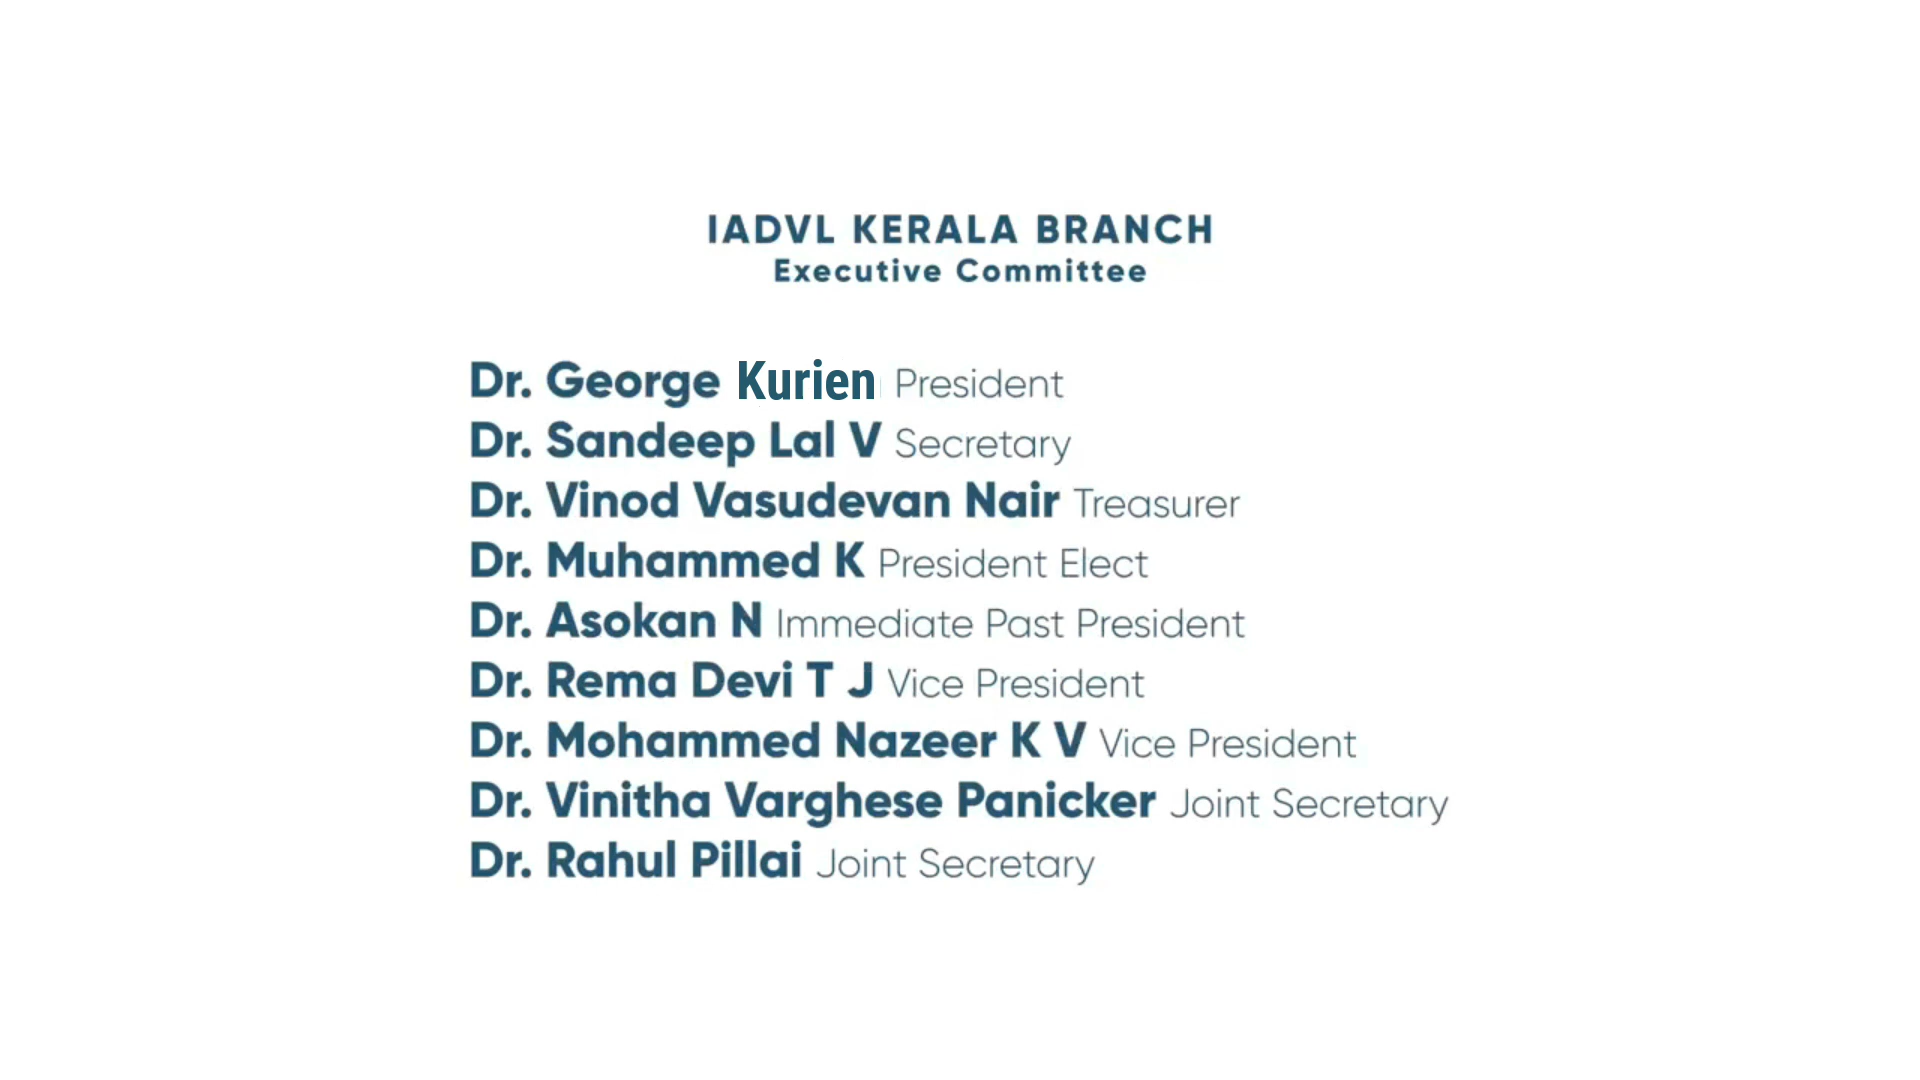 IADVL KERALA BRANCH
Executive Committee
Dr. George Kurien President
Dr. Sandeep Lal V Secretary
Dr. Vinod Vasudevan Nair Treasurer
Dr. Muhammed K President Elect
Dr. Asokan N Immediate Past President
Dr. Rema Devi T J Vice President
Dr. Mohammed Nazeer K V Vice President
Dr. Vinitha Varghese Panicker Joint Secretary
Dr. Rahul Pillai Joint Secretary